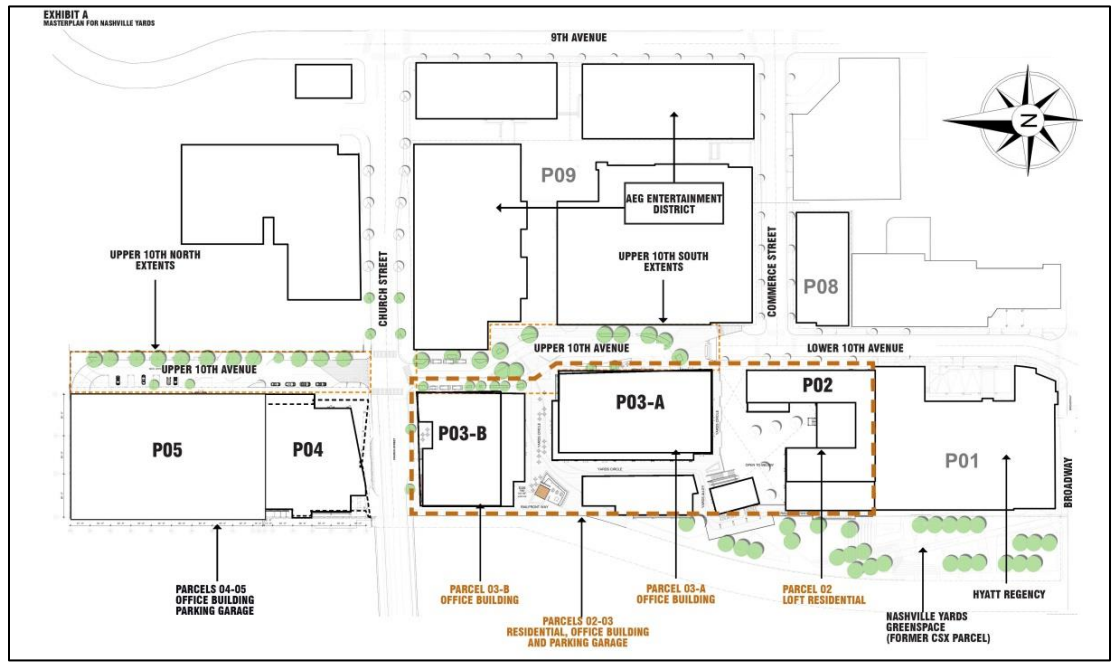 EXHIBIT A
MASTERPLAN FOR NASHVILLE YARDS
9TH AVENUE
N
P09
AEG ENTERTAINMENT
DISTRICT
UPPER 10TH NORTH
EXTENTS
CHURCH STREET
UPPER 10TH SOUTH
EXTENTS
COMMERCE STREET
P08
UPPER 10TH AVENUE
UPPER 10TH AVENUE
LOWER 10TH AVENUE
P05
P04
P03-B
P03-A
P02
P01
BROADWAY
YARDS CIRCLE
PARCELS 04-05
OFFICE BUILDING
PARKING GARAGE
PARCEL 03-B
OFFICE BUILDING
PARCEL 03-A
OFFICE BUILDING
PARCEL 02
LOFT RESIDENTIAL
HYATT REGENCY
PARCELS 02-03
RESIDENTIAL, OFFICE BUILDING
AND PARKING GARAGE
NASHVILLE YARDS
GREENSPACE
(FORMER CSX PARCEL)